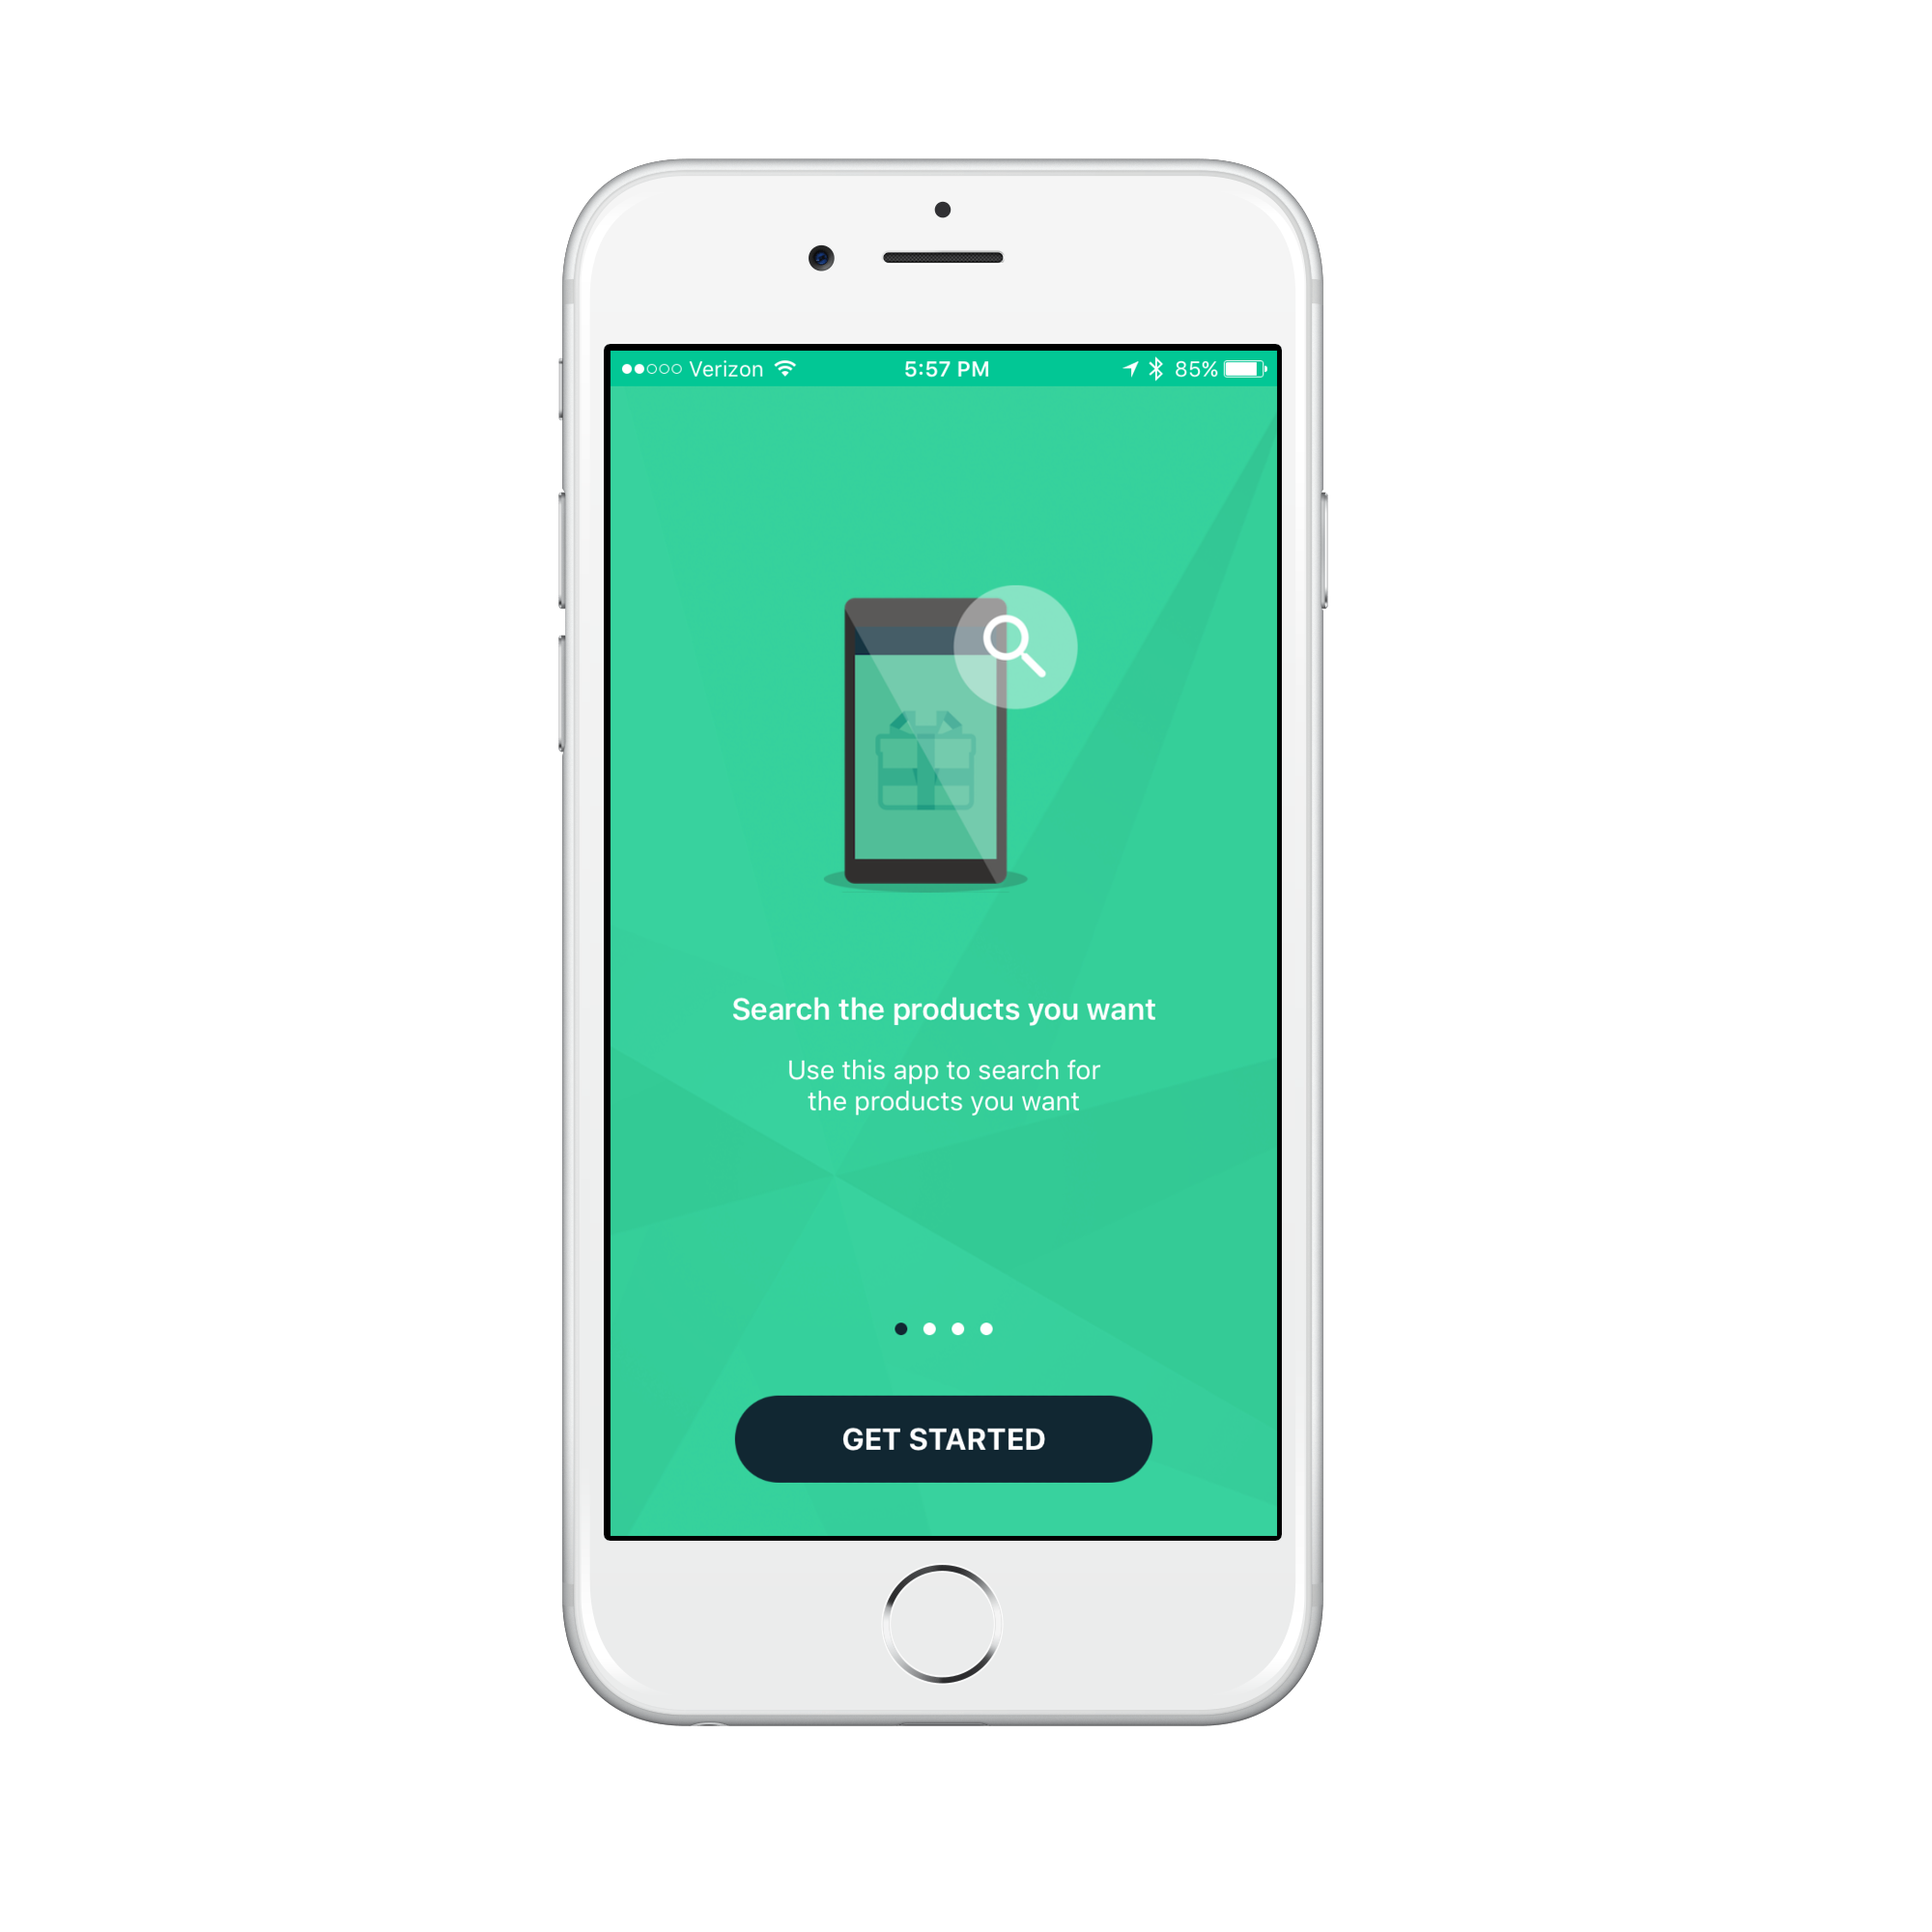 Verizon 5:57 PM 85%
Search the products you want
Use this app to search for
the products you want
GET STARTED